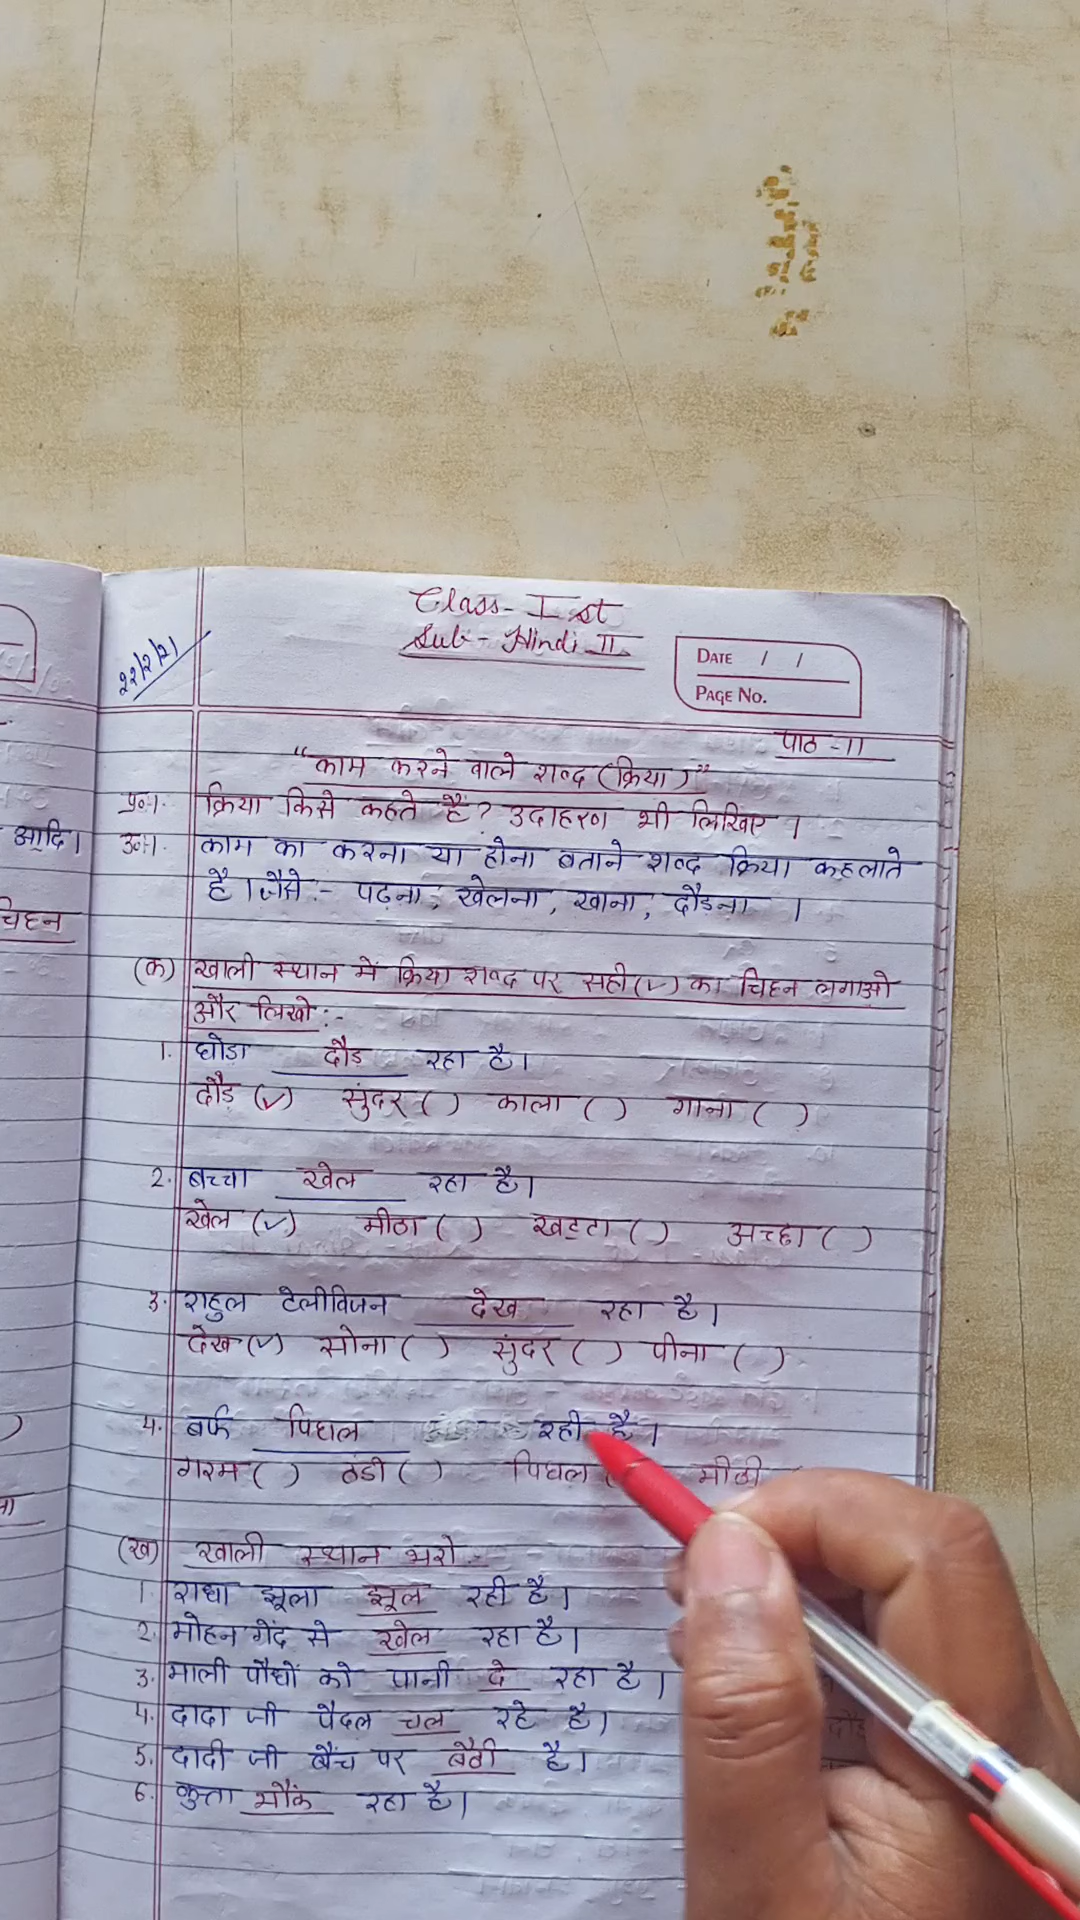 Class - I st
Sub - Hindi II
22/2/21
DATE / /
PAGE No.
पाठ - 11
"काम करने वाले शब्द (क्रिया)"
प्र०1. क्रिया किसे कहते हैं? उदाहरण भी लिखिए ।
आदि।
उ०1. काम का करना या होना बताने शब्द क्रिया कहलाते
है । जैसे :- पढ़ना, खेलना, खाना, दौड़ना ।
चिह्न
(क) खाली स्थान में क्रिया शब्द पर सही (✓) का चिह्न लगाओ
और लिखो :-
1. घोड़ा दौड़ रहा है।
दौड़ (✓) सुंदर ( ) काला ( ) गाना ( )
2. बच्चा खेल रहा है।
खेल (✓) मीठा ( ) खट्टा ( ) अच्छा ( )
3. राहुल टेलीविजन देख रहा है।
देख (✓) सोना ( ) सुंदर ( ) पीना ( )
4. बर्फ पिघल रही है ।
गरम ( ) ठंडी ( ) पिघल ( मीठी
(ख) खाली स्थान भरो :-
1. राधा झूला झूल रही है।
2. मोहन गेंद से खेल रहा है।
3. माली पौधों को पानी दे रहा है।
4. दादा जी पैदल चल रहे है।
5. दादी जी बैंच पर बैठी है।
6. कुत्ता भौंक रहा है।